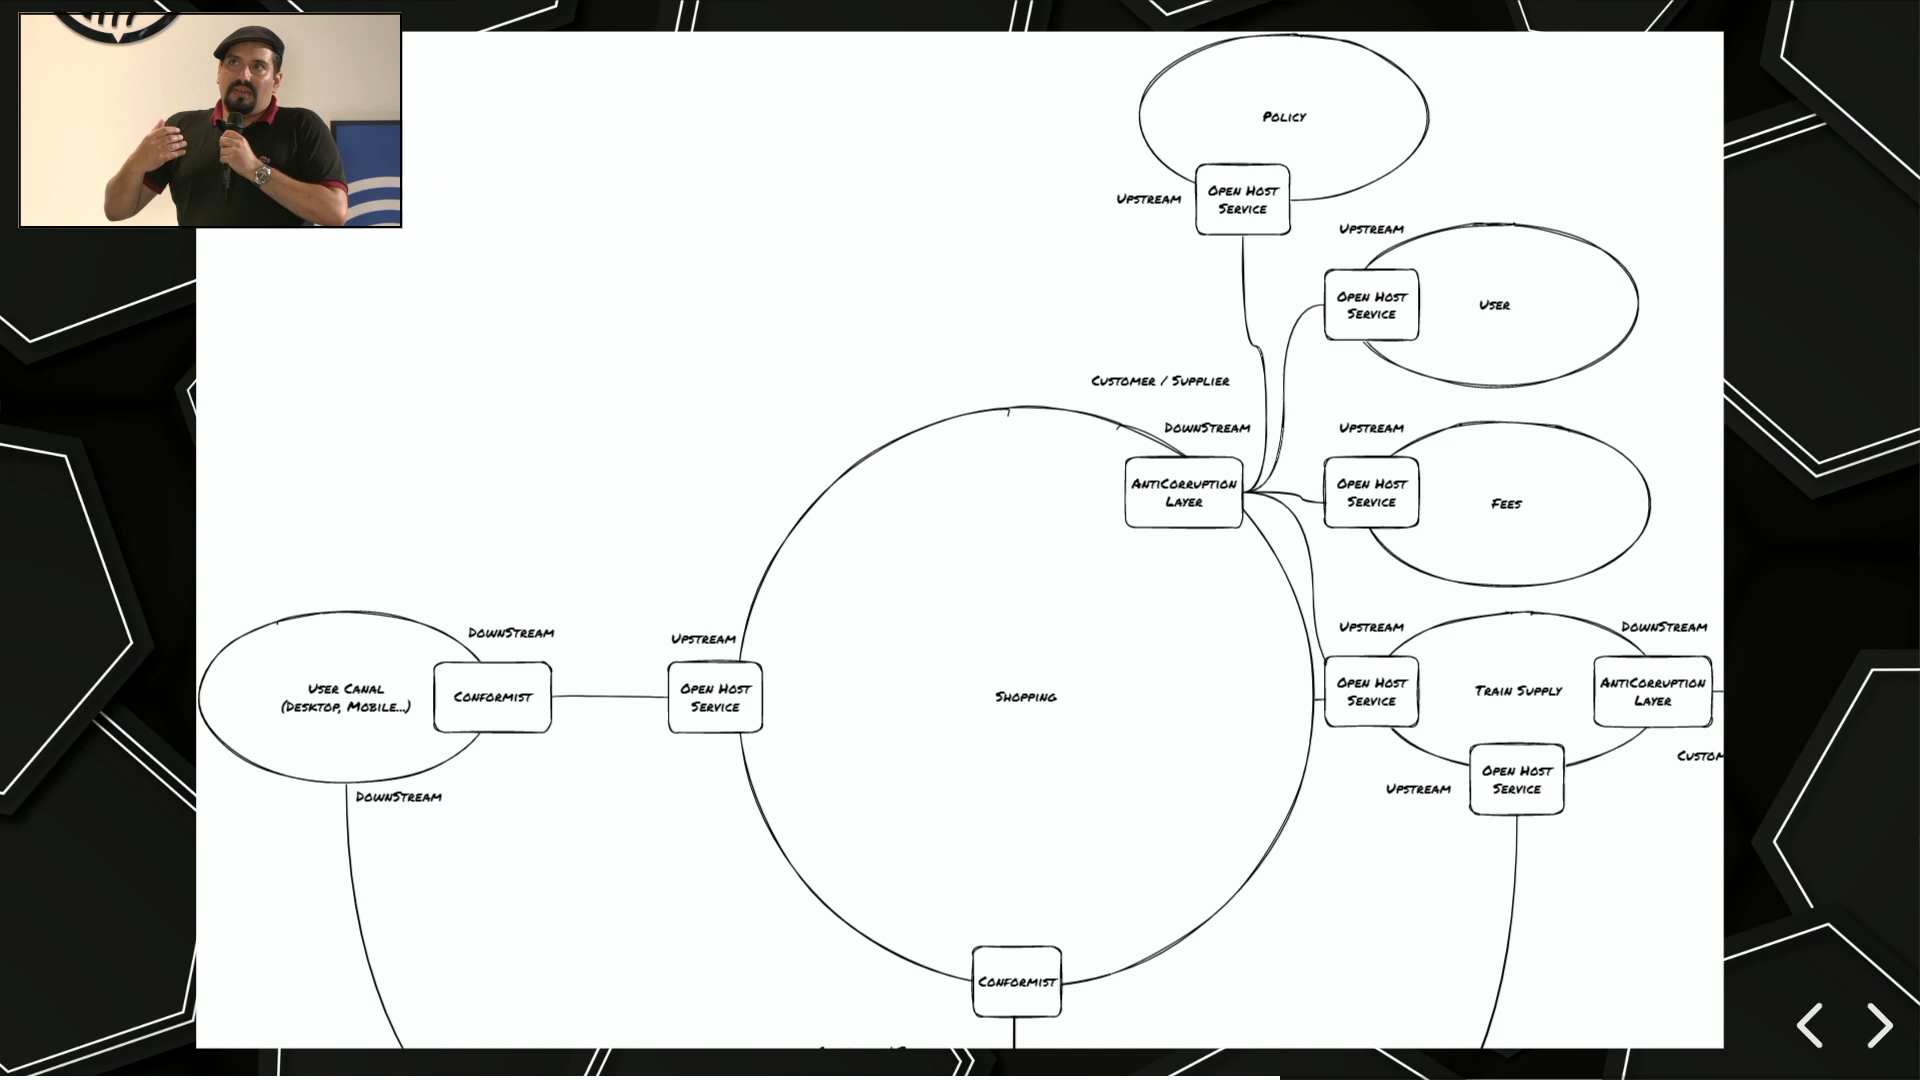 Policy
Open Host
Service
Upstream
Upstream
Open Host
Service
User
Customer / Supplier
DownStream
AntiCorruption
Layer
Upstream
Open Host
Service
Fees
Upstream
Open Host
Service
Train Supply
DownStream
AntiCorruption
Layer
Custom
Upstream
Open Host
Service
User Canal
(Desktop, Mobile...)
DownStream
Conformist
DownStream
Upstream
Open Host
Service
Shopping
Conformist